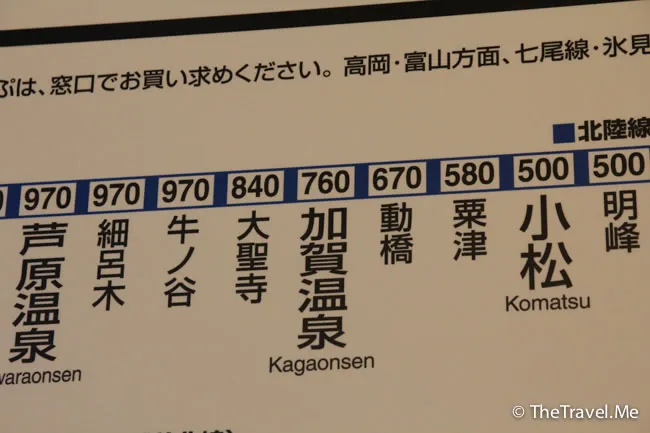 ぷは、窓口でお買い求めください。高岡・富山方面、七尾線・氷見
■北陸線
970 970 970 840 760 670 580 500 500
芦原温泉 細呂木 牛ノ谷 大聖寺 加賀温泉 動橋 粟津 小松 明峰
waraonsen Kagaonsen Komatsu
© TheTravel.Me